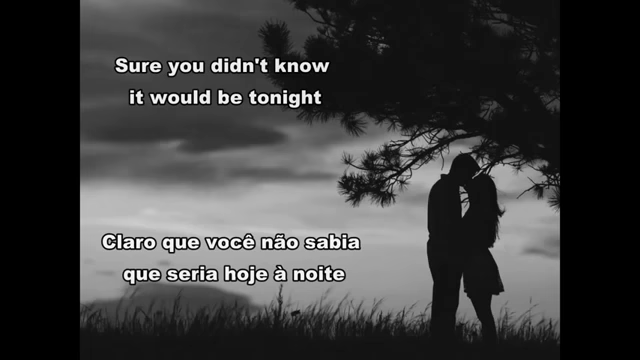 Sure you didn't know
it would be tonight
Claro que você não sabia
que seria hoje à noite